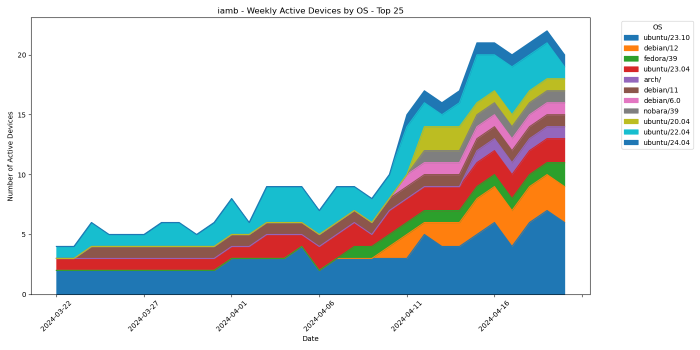 iamb - Weekly Active Devices by OS - Top 25
Number of Active Devices
20
15
10
5
0
2024-03-22
2024-03-27
2024-04-01
2024-04-06
2024-04-11
2024-04-16
Date
OS
ubuntu/23.10
debian/12
fedora/39
ubuntu/23.04
arch/
debian/11
debian/6.0
nobara/39
ubuntu/20.04
ubuntu/22.04
ubuntu/24.04